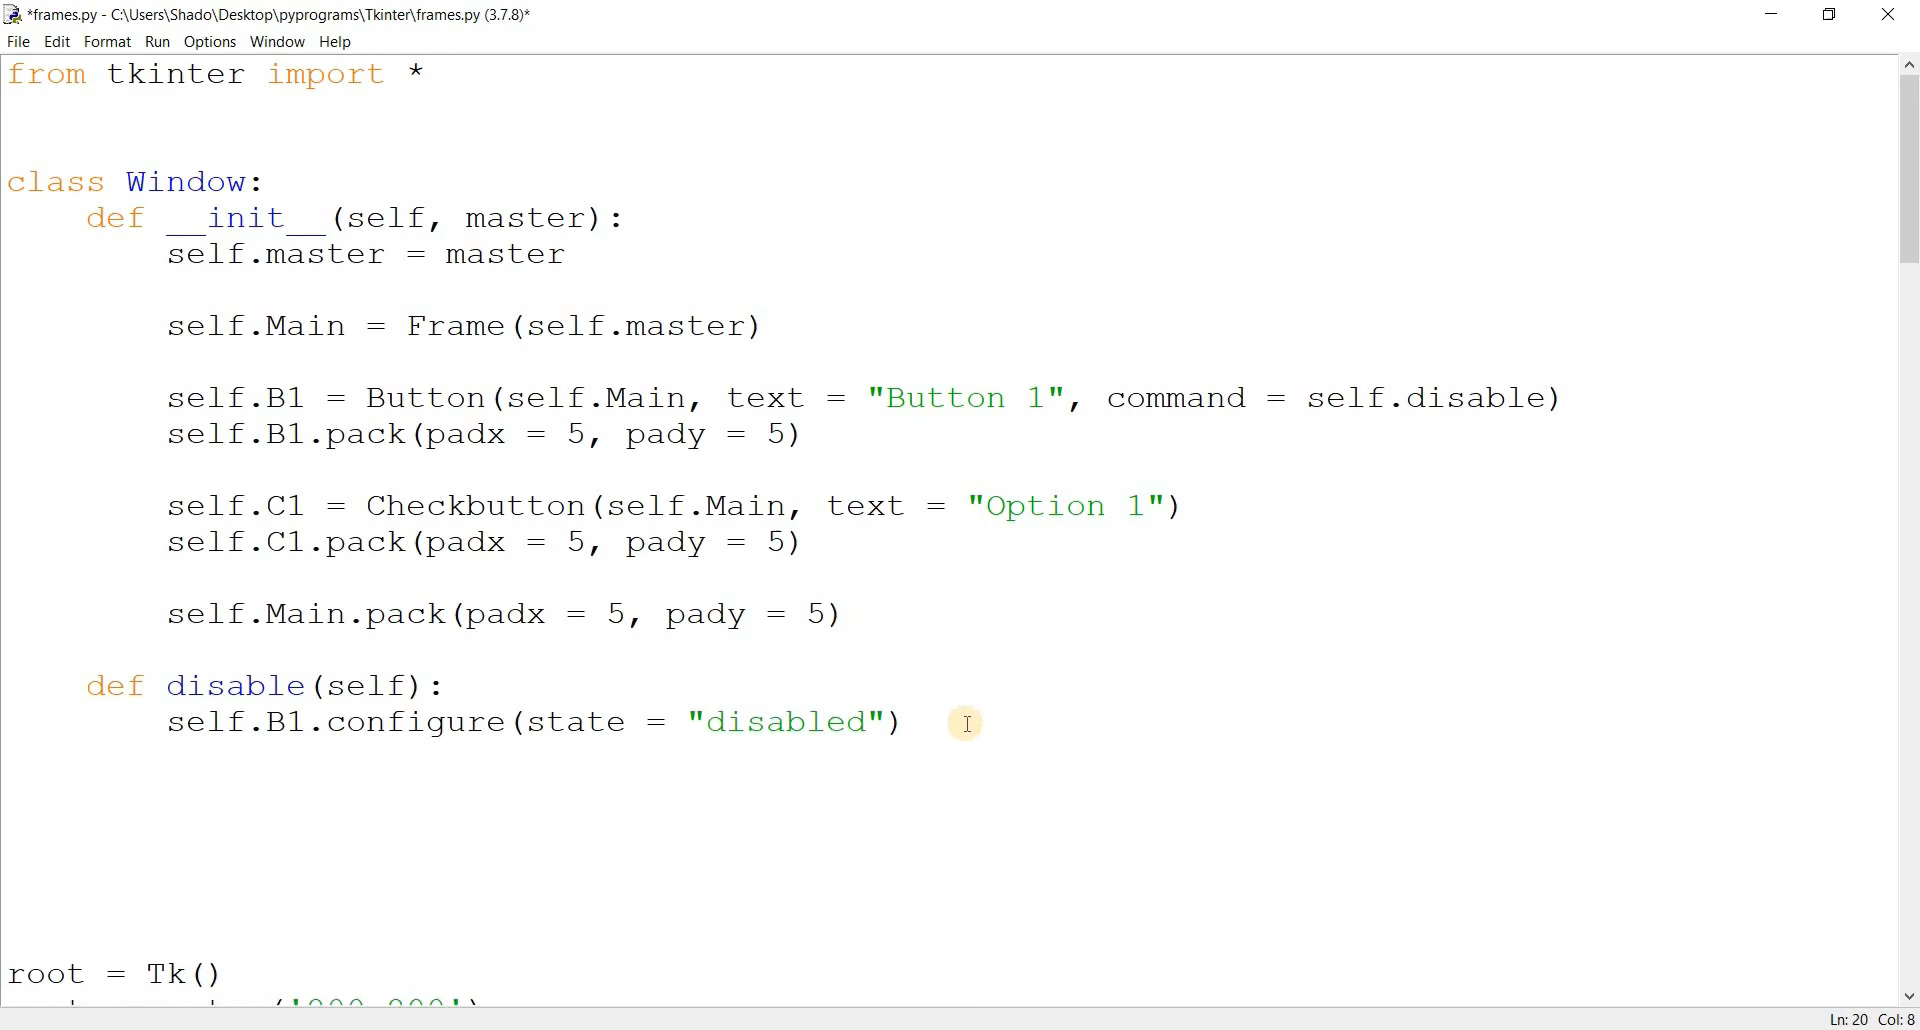 *frames.py - C:\Users\Shado\Desktop\pyprograms\Tkinter\frames.py (3.7.8)*
File Edit Format Run Options Window Help
from tkinter import *
class Window:
    def __init__(self, master):
        self.master = master
        self.Main = Frame(self.master)
        self.B1 = Button(self.Main, text = "Button 1", command = self.disable)
        self.B1.pack(padx = 5, pady = 5)
        self.C1 = Checkbutton(self.Main, text = "Option 1")
        self.C1.pack(padx = 5, pady = 5)
        self.Main.pack(padx = 5, pady = 5)
    def disable(self):
        self.B1.configure(state = "disabled")
root = Tk()
Ln: 20 Col: 8